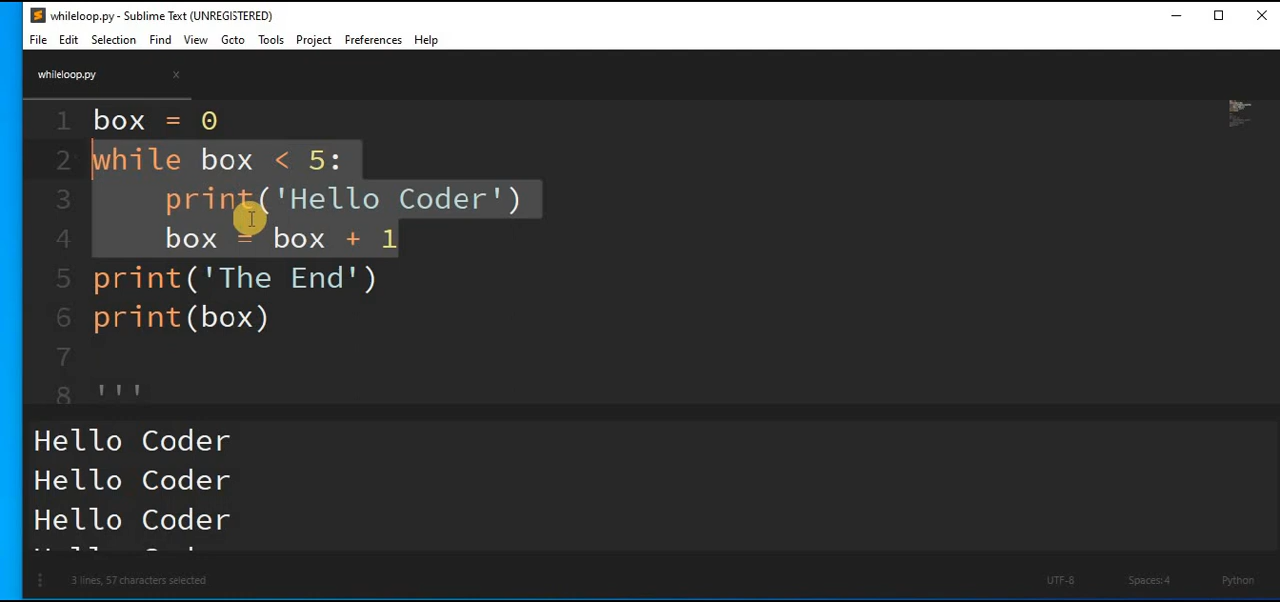 whileloop.py - Sublime Text (UNREGISTERED)
File Edit Selection Find View Goto Tools Project Preferences Help
whileloop.py x
1 box = 0
2 while box < 5:
3     print('Hello Coder')
4     box = box + 1
5 print('The End')
6 print(box)
7
8 '''
Hello Coder
Hello Coder
Hello Coder
3 lines, 57 characters selected UTF-8 Spaces: 4 Python